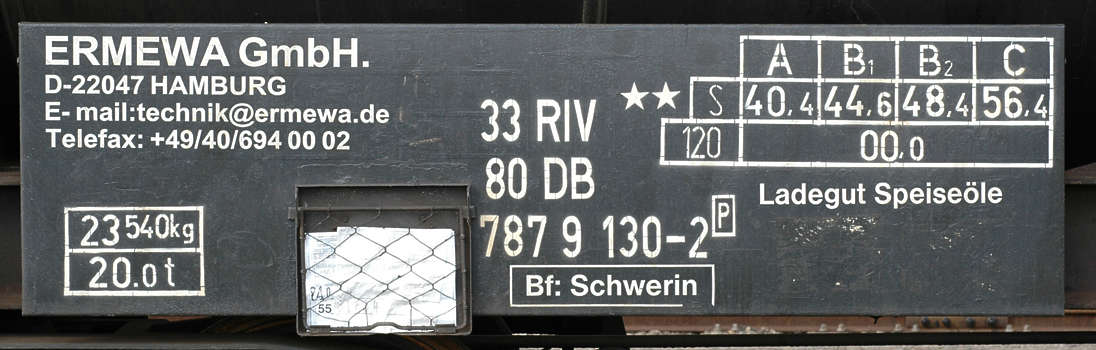 ERMEWA GmbH.
D-22047 HAMBURG
E-mail:technik@ermewa.de
Telefax: +49/40/694 00 02
23 540kg
20.0 t
33 RIV
80 DB
787 9 130-2 P
Bf: Schwerin
A B1 B2 C
★★ S 40,4 44,6 48,4 56,4
120 00,0
Ladegut Speiseöle
55